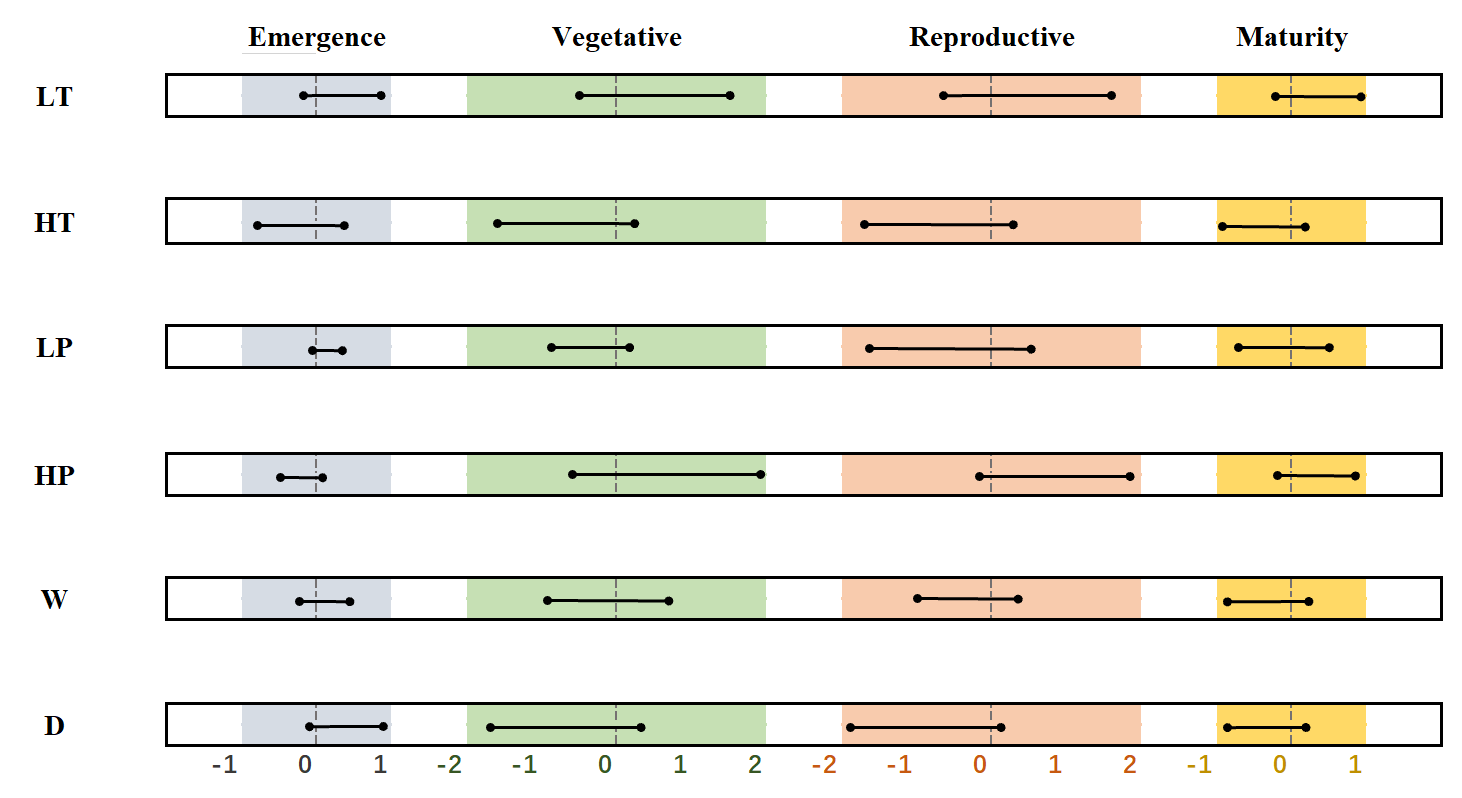 Emergence Vegetative Reproductive Maturity
LT
HT
LP
HP
W
D
-1 0 1 -2 -1 0 1 2 -2 -1 0 1 2 -1 0 1